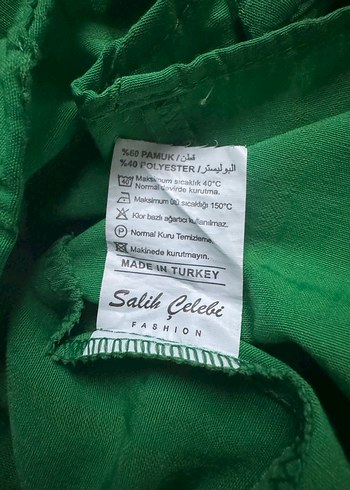 %60 PAMUK / قطن
%40 POLYESTER / البوليستر
40° Maksimum sıcaklık 40°C
Normal devirde kurutma.
Maksimum ütü sıcaklığı 150°C
Klor bazlı ağartıcı kullanılmaz.
P Normal Kuru Temizleme
Makinede kurutmayın.
MADE IN TURKEY
Salih Çelebi
FASHION